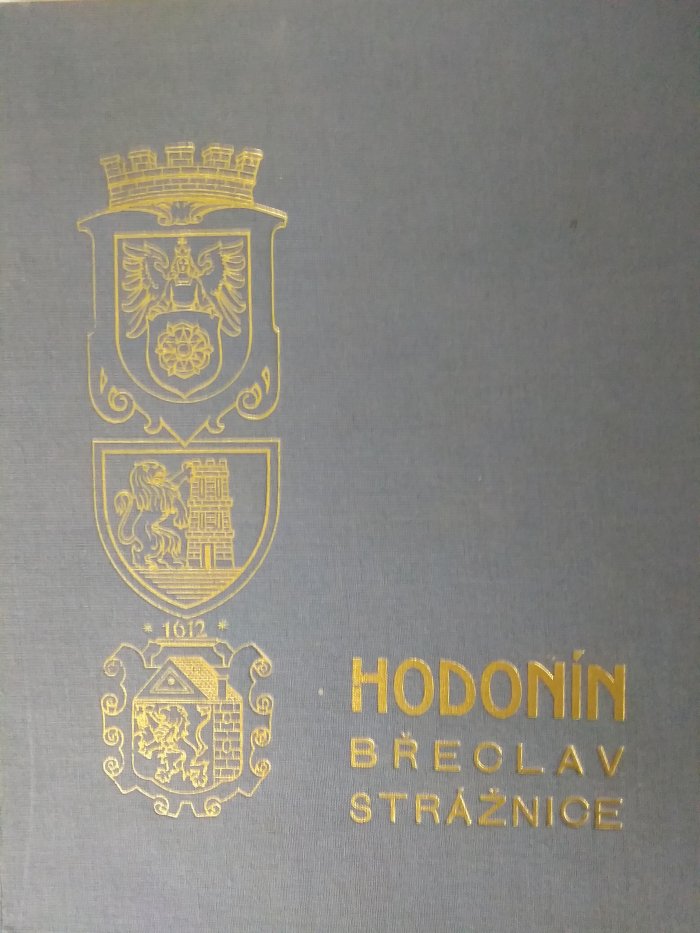 * 1612 *
HODONÍN
BŘECLAV
STRÁŽNICE